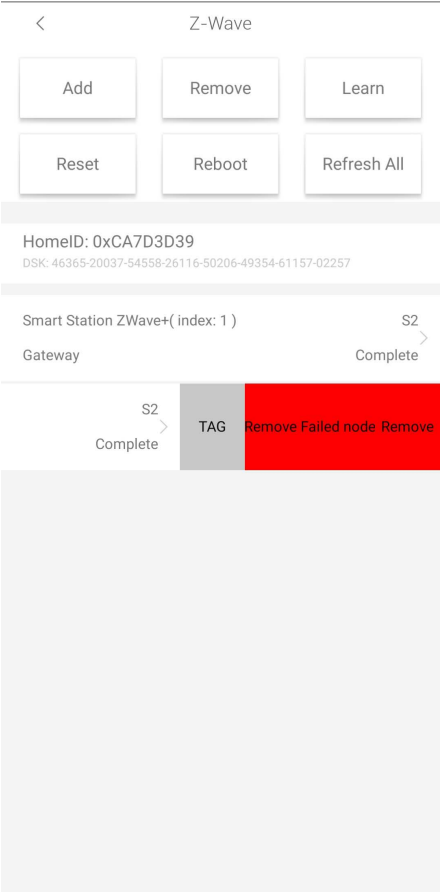 Z-Wave
Add Remove Learn
Reset Reboot Refresh All
HomeID: 0xCA7D3D39
DSK: 46365-20037-54558-26116-50206-49354-61157-02257
Smart Station ZWave+( index: 1 ) S2
Gateway Complete
S2
TAG Remove Failed node Remove
Complete